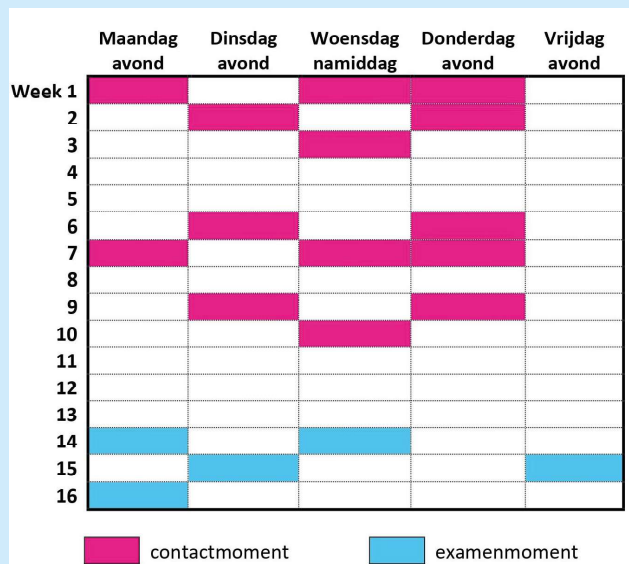 Maandag avond
Dinsdag avond
Woensdag namiddag
Donderdag avond
Vrijdag avond
Week 1
2
3
4
5
6
7
8
9
10
11
12
13
14
15
16
contactmoment
examenmoment